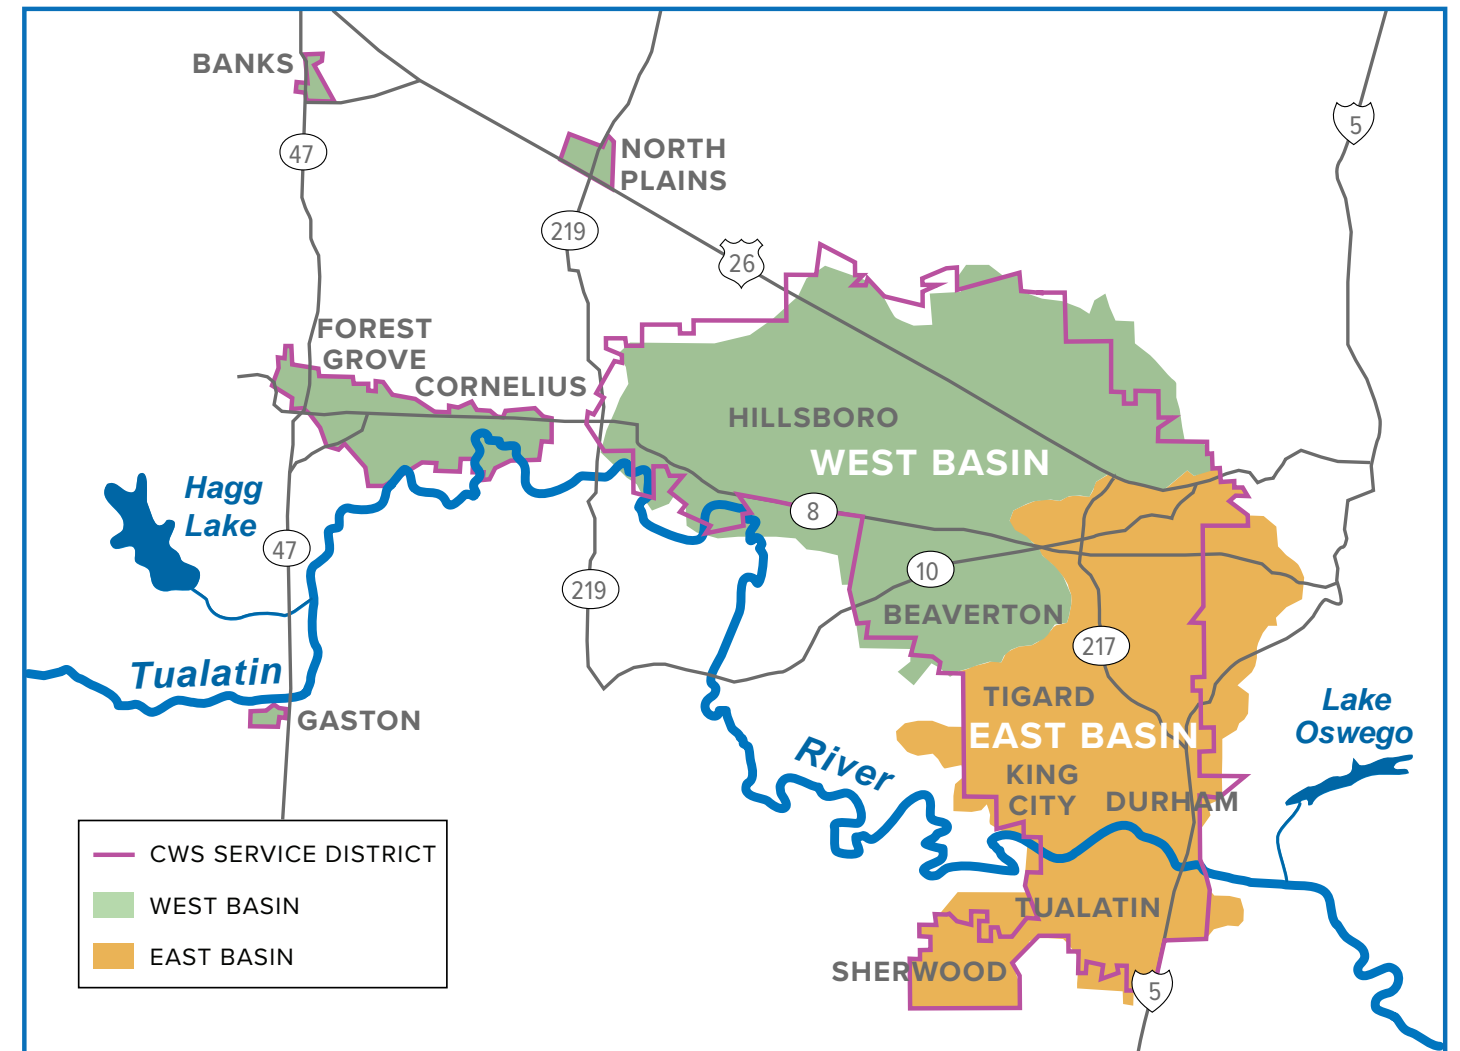 BANKS
47
5
NORTH
PLAINS
219
26
FOREST
GROVE
CORNELIUS
HILLSBORO
WEST BASIN
Hagg
Lake
8
47
10
219
BEAVERTON
217
Tualatin
TIGARD
GASTON
EAST BASIN
Lake
Oswego
River
KING
CITY
DURHAM
CWS SERVICE DISTRICT
WEST BASIN
EAST BASIN
TUALATIN
SHERWOOD
5